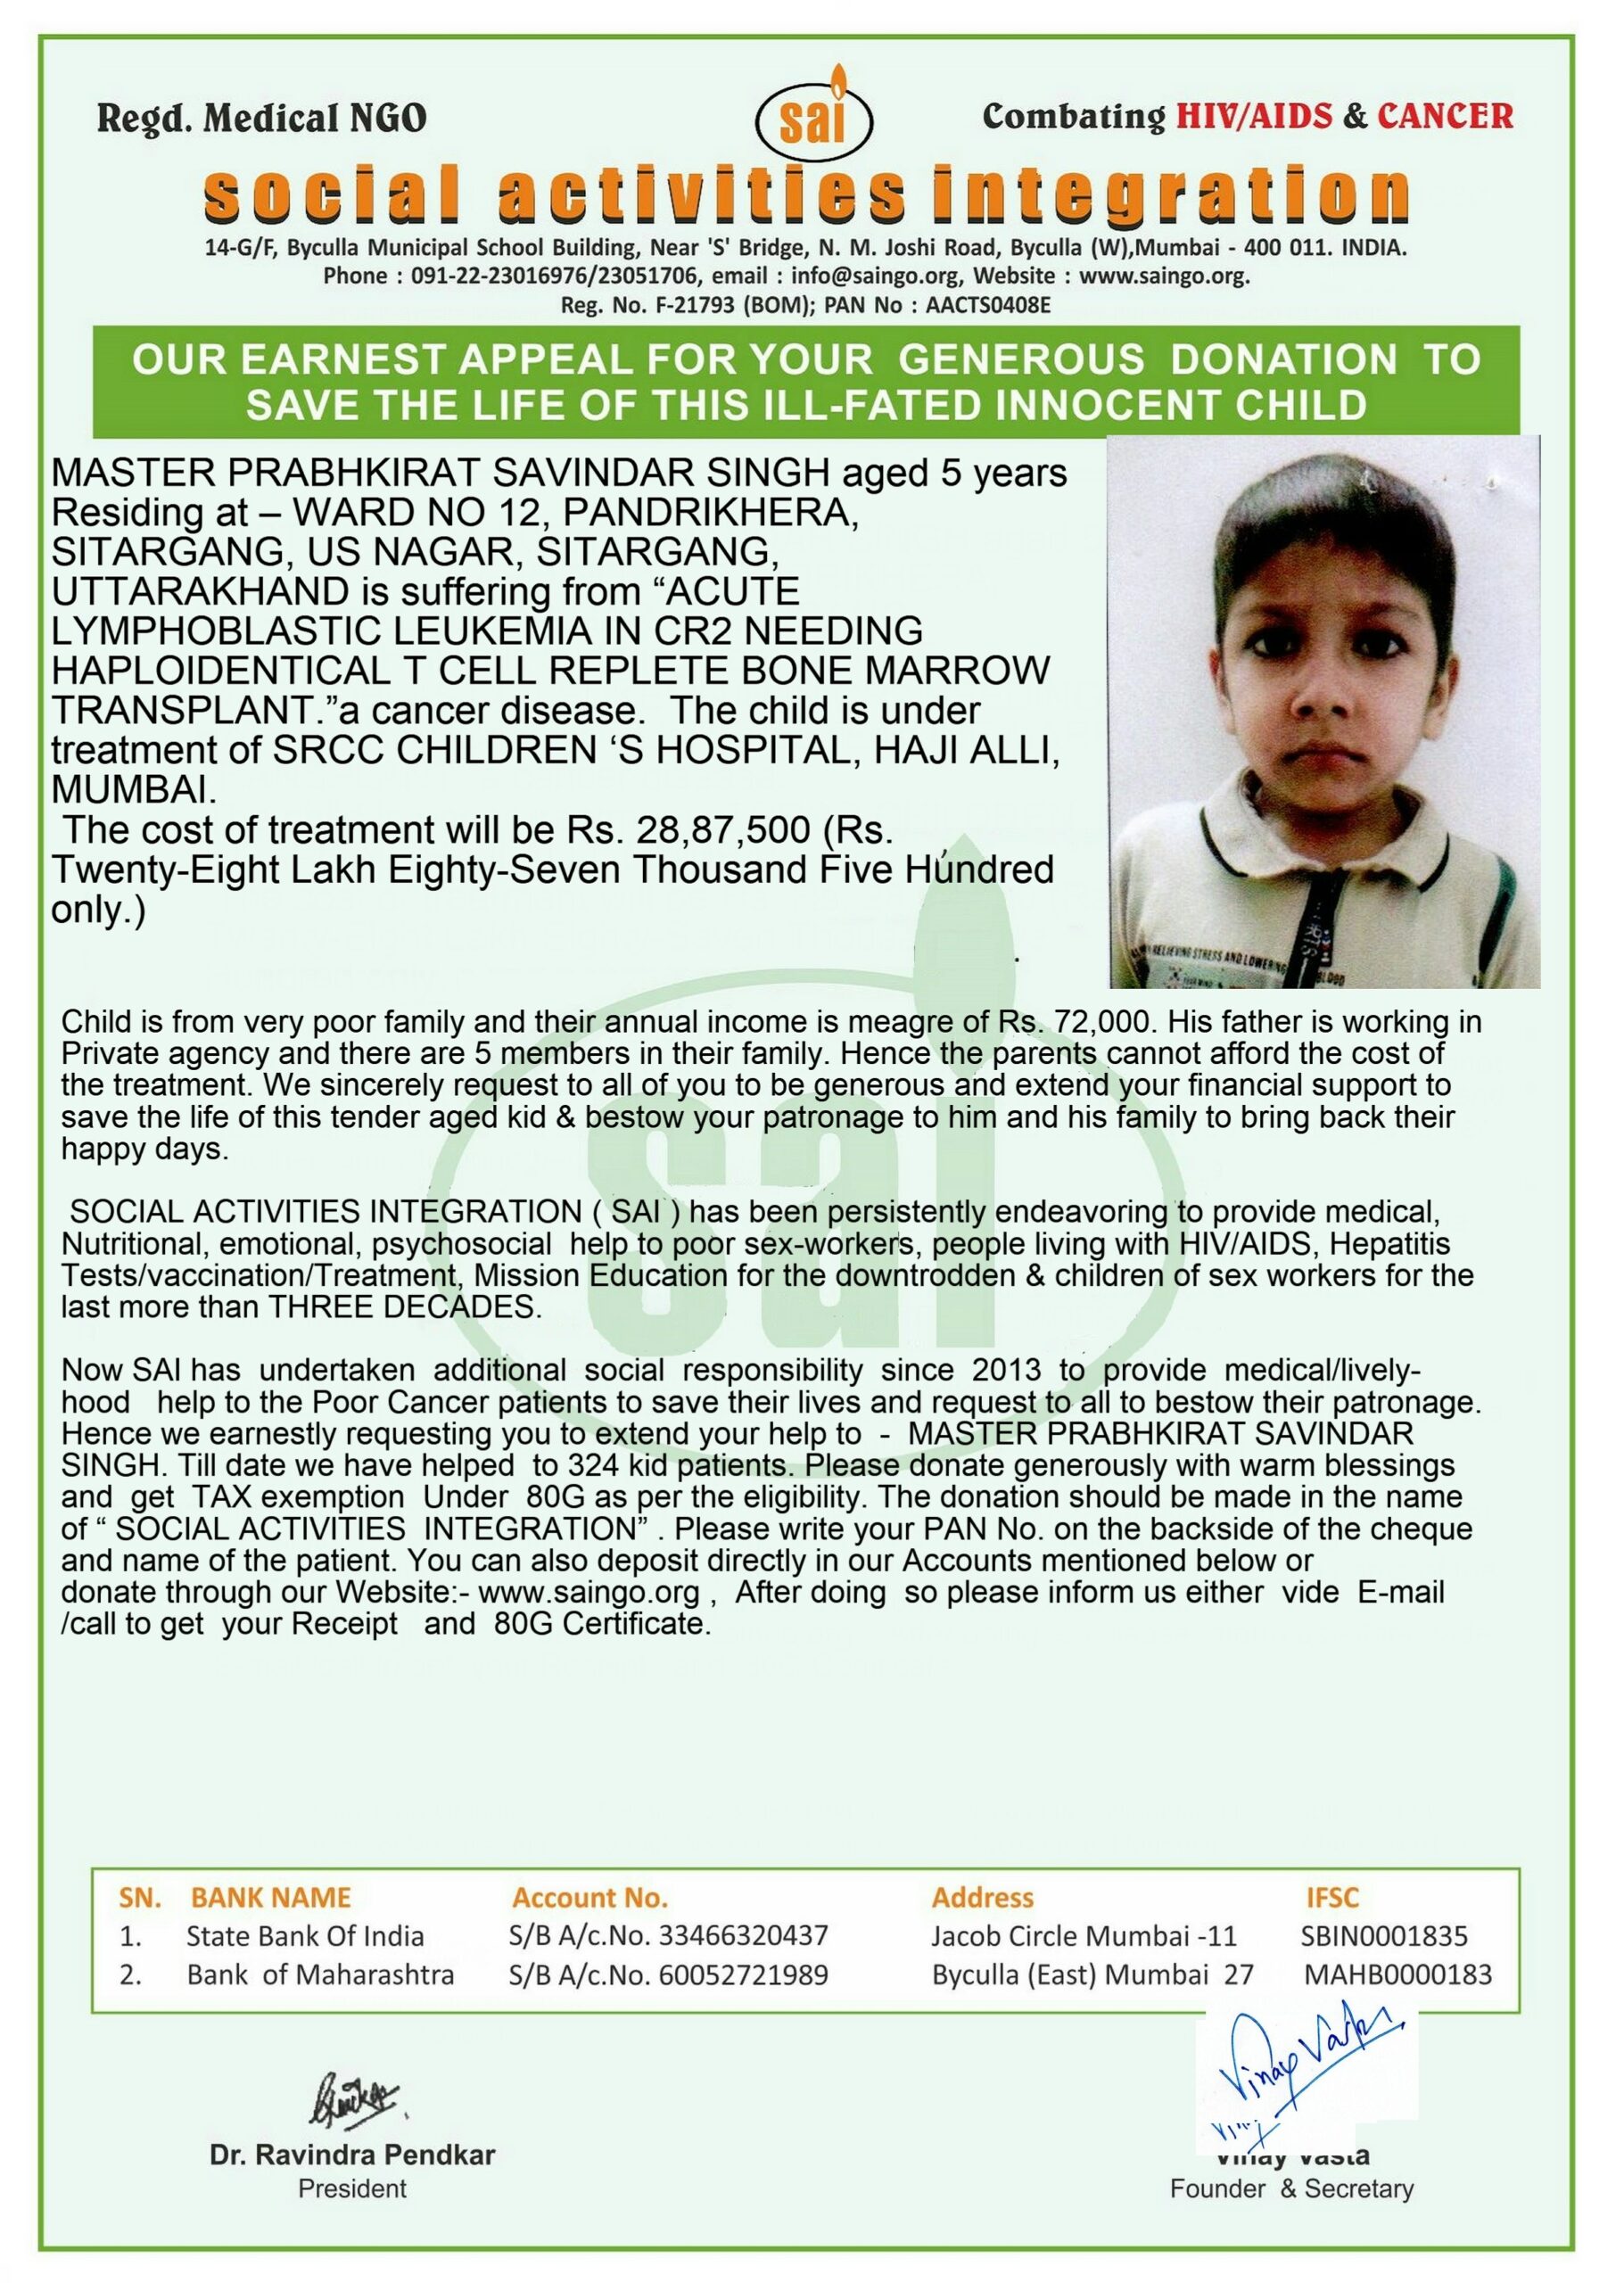 Regd. Medical NGO
sai
Combating HIV/AIDS & CANCER
social activities integration
14-G/F, Byculla Municipal School Building, Near 'S' Bridge, N. M. Joshi Road, Byculla (W),Mumbai - 400 011. INDIA.
Phone : 091-22-23016976/23051706, email : info@saingo.org, Website : www.saingo.org.
Reg. No. F-21793 (BOM); PAN No : AACTS0408E
OUR EARNEST APPEAL FOR YOUR GENEROUS DONATION TO
SAVE THE LIFE OF THIS ILL-FATED INNOCENT CHILD
MASTER PRABHKIRAT SAVINDAR SINGH aged 5 years
Residing at – WARD NO 12, PANDRIKHERA,
SITARGANG, US NAGAR, SITARGANG,
UTTARAKHAND is suffering from “ACUTE
LYMPHOBLASTIC LEUKEMIA IN CR2 NEEDING
HAPLOIDENTICAL T CELL REPLETE BONE MARROW
TRANSPLANT.”a cancer disease. The child is under
treatment of SRCC CHILDREN ‘S HOSPITAL, HAJI ALLI,
MUMBAI.
The cost of treatment will be Rs. 28,87,500 (Rs.
Twenty-Eight Lakh Eighty-Seven Thousand Five Hundred
only.)
RELIEVING STRESS AND LOWERING
BLOOD
Child is from very poor family and their annual income is meagre of Rs. 72,000. His father is working in
Private agency and there are 5 members in their family. Hence the parents cannot afford the cost of
the treatment. We sincerely request to all of you to be generous and extend your financial support to
save the life of this tender aged kid & bestow your patronage to him and his family to bring back their
happy days.
sai
SOCIAL ACTIVITIES INTEGRATION ( SAI ) has been persistently endeavoring to provide medical,
Nutritional, emotional, psychosocial help to poor sex-workers, people living with HIV/AIDS, Hepatitis
Tests/vaccination/Treatment, Mission Education for the downtrodden & children of sex workers for the
last more than THREE DECADES.
Now SAI has undertaken additional social responsibility since 2013 to provide medical/lively-
hood help to the Poor Cancer patients to save their lives and request to all to bestow their patronage.
Hence we earnestly requesting you to extend your help to - MASTER PRABHKIRAT SAVINDAR
SINGH. Till date we have helped to 324 kid patients. Please donate generously with warm blessings
and get TAX exemption Under 80G as per the eligibility. The donation should be made in the name
of “ SOCIAL ACTIVITIES INTEGRATION” . Please write your PAN No. on the backside of the cheque
and name of the patient. You can also deposit directly in our Accounts mentioned below or
donate through our Website:- www.saingo.org , After doing so please inform us either vide E-mail
/call to get your Receipt and 80G Certificate.
SN. BANK NAME Account No. Address IFSC
1. State Bank Of India S/B A/c.No. 33466320437 Jacob Circle Mumbai -11 SBIN0001835
2. Bank of Maharashtra S/B A/c.No. 60052721989 Byculla (East) Mumbai 27 MAHB0000183
Dr. Ravindra Pendkar
President
Vinay Vasta
Founder & Secretary